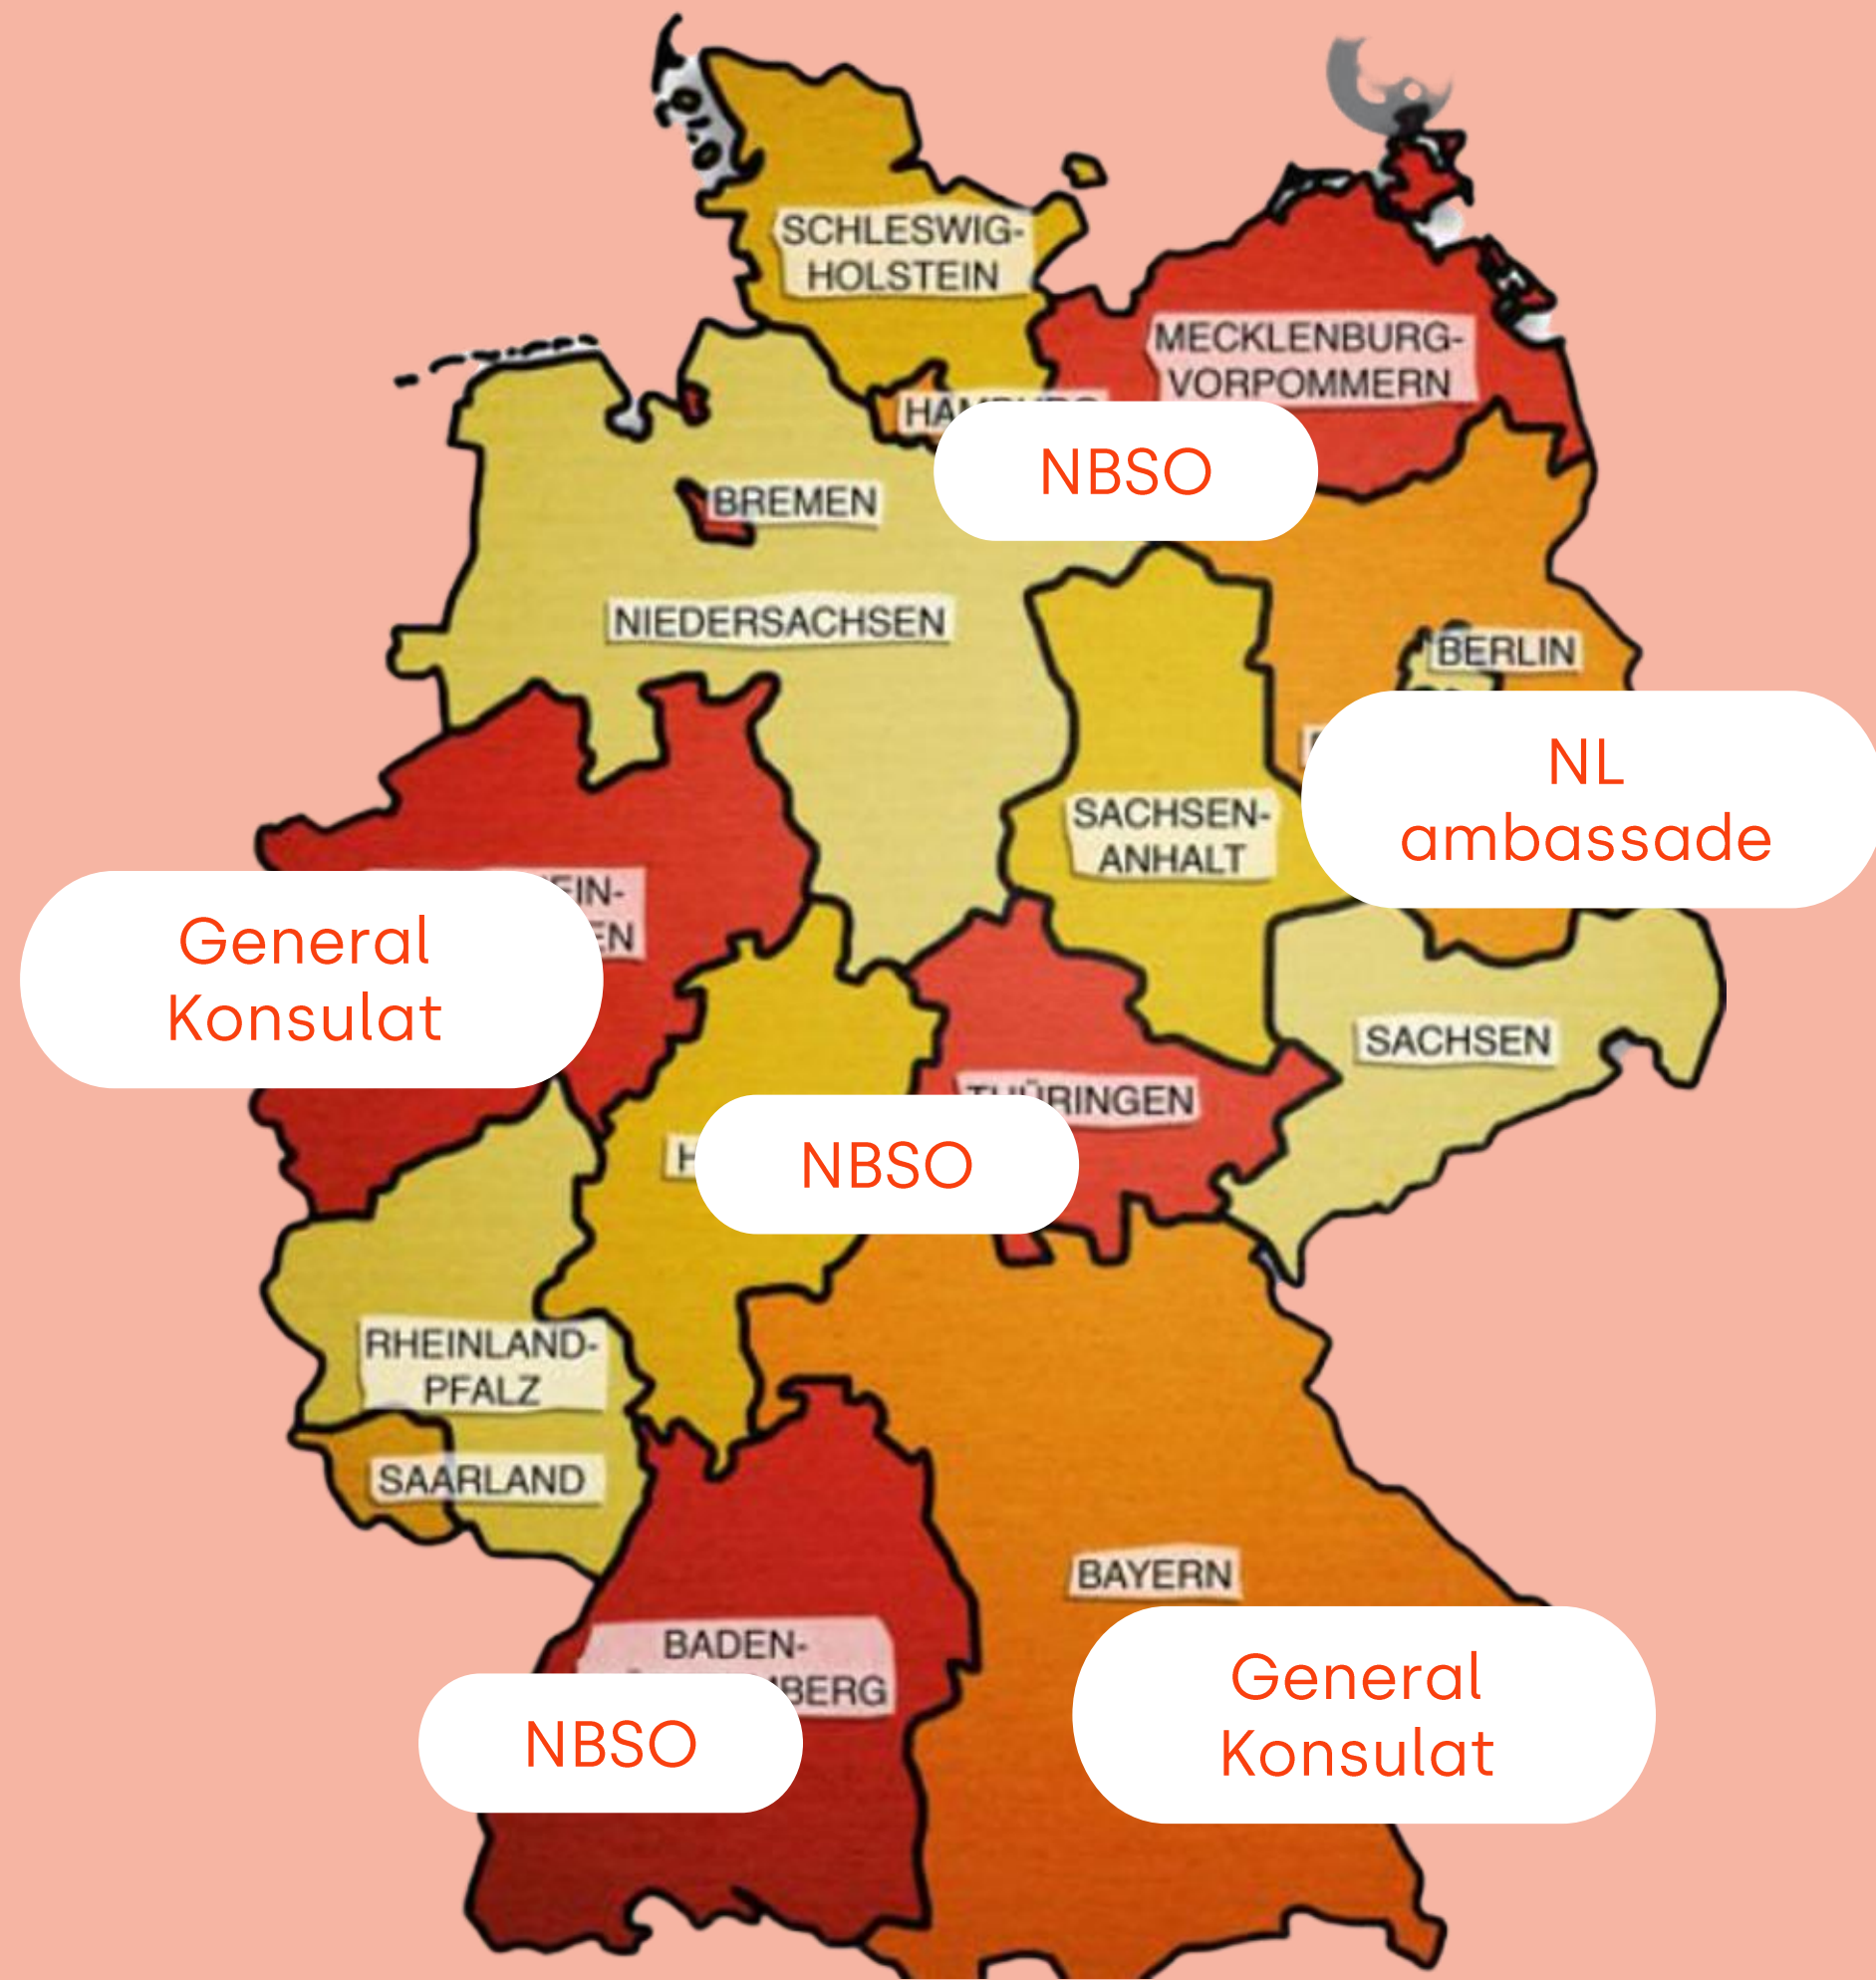 SCHLESWIG-
HOLSTEIN
MECKLENBURG-
VORPOMMERN
NBSO
BREMEN
NIEDERSACHSEN
BERLIN
NL
ambassade
SACHSEN-
ANHALT
General
Konsulat
SACHSEN
NBSO
RHEINLAND-
PFALZ
SAARLAND
BAYERN
BADEN-
NBSO
General
Konsulat